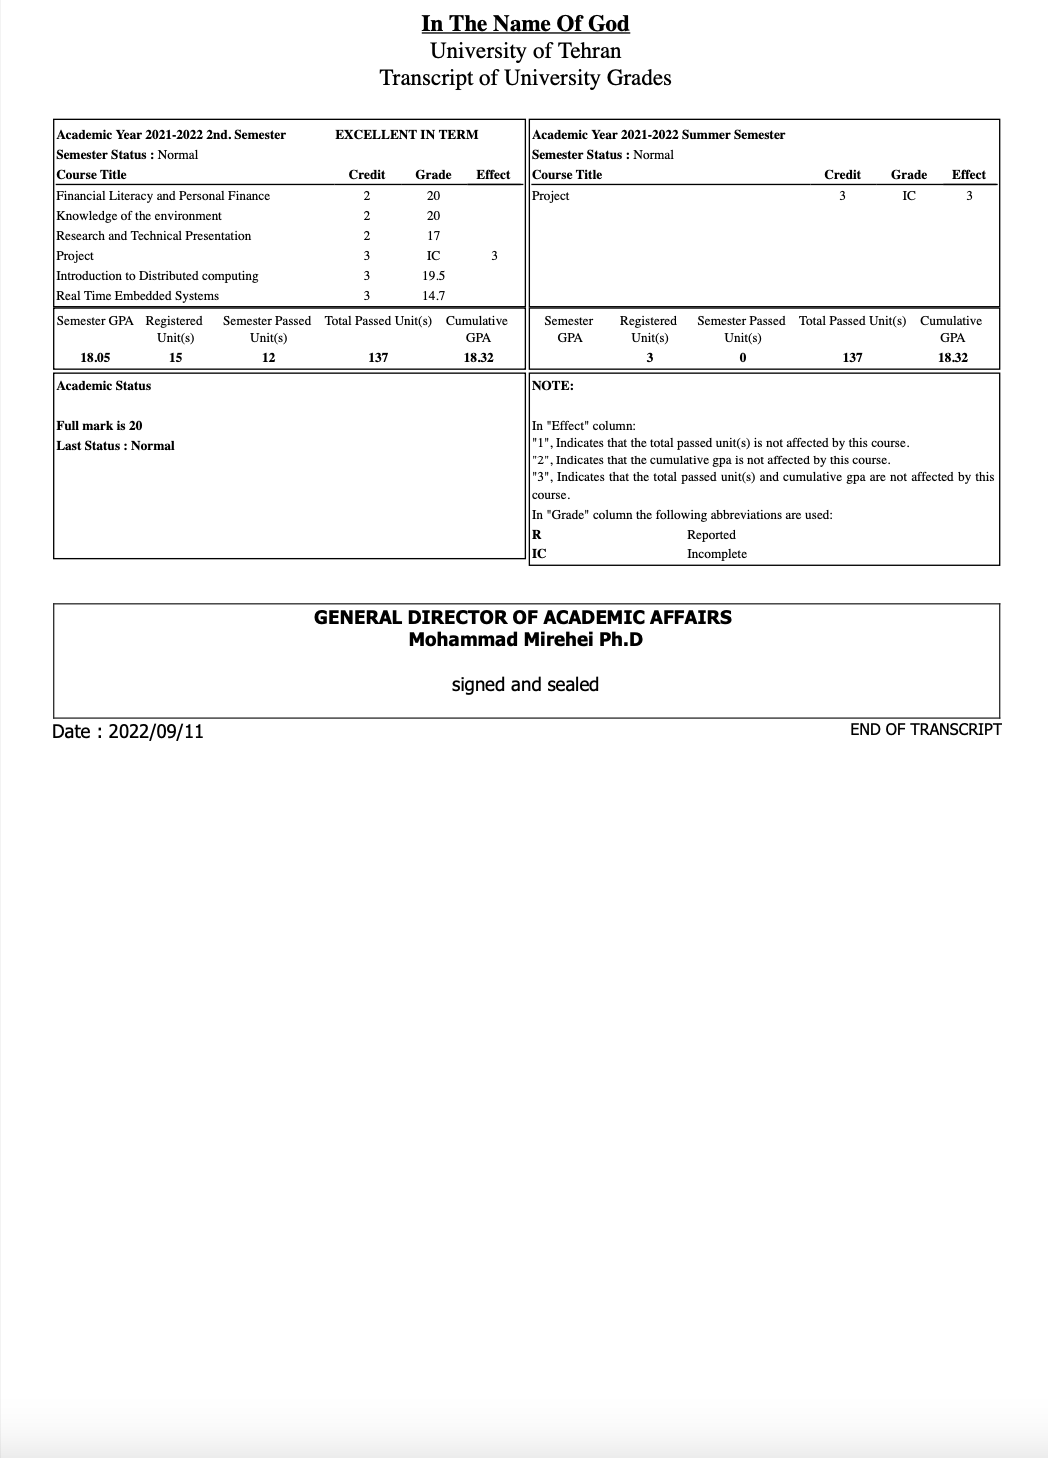 In The Name Of God
University of Tehran
Transcript of University Grades
Academic Year 2021-2022 2nd. Semester EXCELLENT IN TERM
Semester Status : Normal
Course Title Credit Grade Effect
Financial Literacy and Personal Finance 2 20
Knowledge of the environment 2 20
Research and Technical Presentation 2 17
Project 3 IC 3
Introduction to Distributed computing 3 19.5
Real Time Embedded Systems 3 14.7
Semester GPA Registered Unit(s) Semester Passed Unit(s) Total Passed Unit(s) Cumulative GPA
18.05 15 12 137 18.32
Academic Year 2021-2022 Summer Semester
Semester Status : Normal
Course Title Credit Grade Effect
Project 3 IC 3
Semester GPA Registered Unit(s) Semester Passed Unit(s) Total Passed Unit(s) Cumulative GPA
3 0 137 18.32
Academic Status
Full mark is 20
Last Status : Normal
NOTE:
In "Effect" column:
"1", Indicates that the total passed unit(s) is not affected by this course.
"2", Indicates that the cumulative gpa is not affected by this course.
"3", Indicates that the total passed unit(s) and cumulative gpa are not affected by this
course.
In "Grade" column the following abbreviations are used:
R Reported
IC Incomplete
GENERAL DIRECTOR OF ACADEMIC AFFAIRS
Mohammad Mirehei Ph.D
signed and sealed
Date : 2022/09/11
END OF TRANSCRIPT